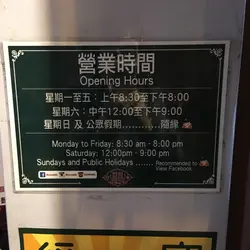 營業時間
Opening Hours
星期一至五：上午8:30至下午8:00
星期六：中午12:00至下午9:00
星期日 及 公眾假期............隨緣
Monday to Friday: 8:30 am - 8:00 pm
Saturday: 12:00pm - 9:00 pm
Sundays and Public Holidays ...... Recommended to
View Facebook